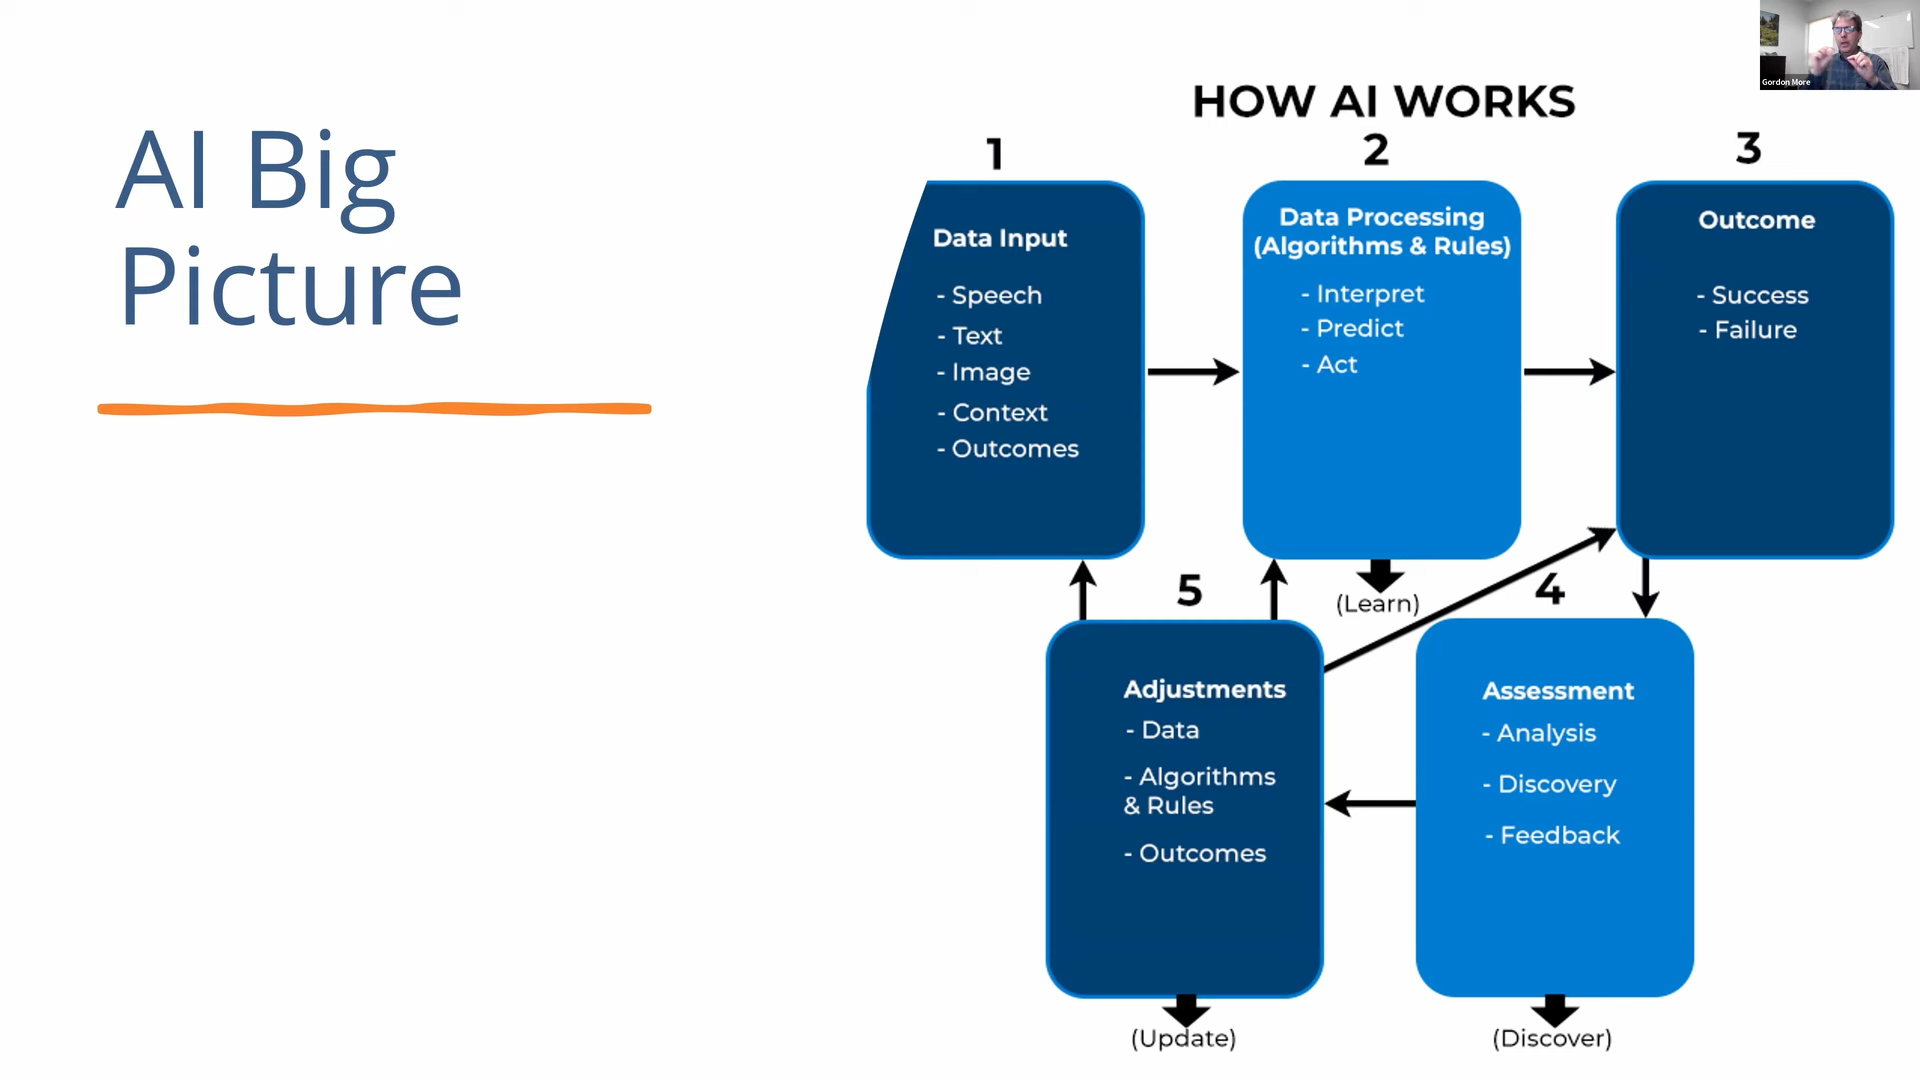 AI Big
Picture
Gordon More
HOW AI WORKS
1
Data Input
- Speech
- Text
- Image
- Context
- Outcomes
2
Data Processing
(Algorithms & Rules)
- Interpret
- Predict
- Act
(Learn)
3
Outcome
- Success
- Failure
4
Assessment
- Analysis
- Discovery
- Feedback
(Discover)
5
Adjustments
- Data
- Algorithms
& Rules
- Outcomes
(Update)